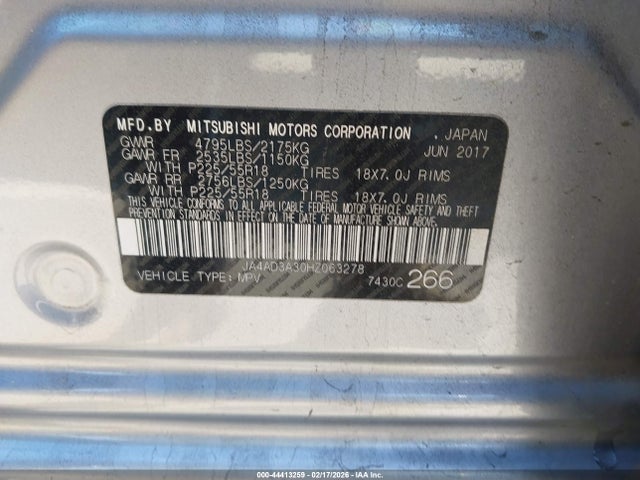 MFD.BY MITSUBISHI MOTORS CORPORATION . JAPAN
GVWR 4795LBS/2175KG JUN 2017
GAWR FR 2535LBS/1150KG
WITH P225/55R18 TIRES 18X7.0J RIMS
GAWR RR 2756LBS/1250KG
WITH P225/55R18 TIRES 18X7.0J RIMS
THIS VEHICLE CONFORMS TO ALL APPLICABLE FEDERAL MOTOR VEHICLE SAFETY AND THEFT
PREVENTION STANDARDS IN EFFECT ON THE DATE OF MANUFACTURE SHOWN ABOVE.
JA4AD3A30HZ063278
VEHICLE TYPE: MPV 7430C 266
000-44413259 - 02/17/2026 - COPYRIGHT IAA, LLC